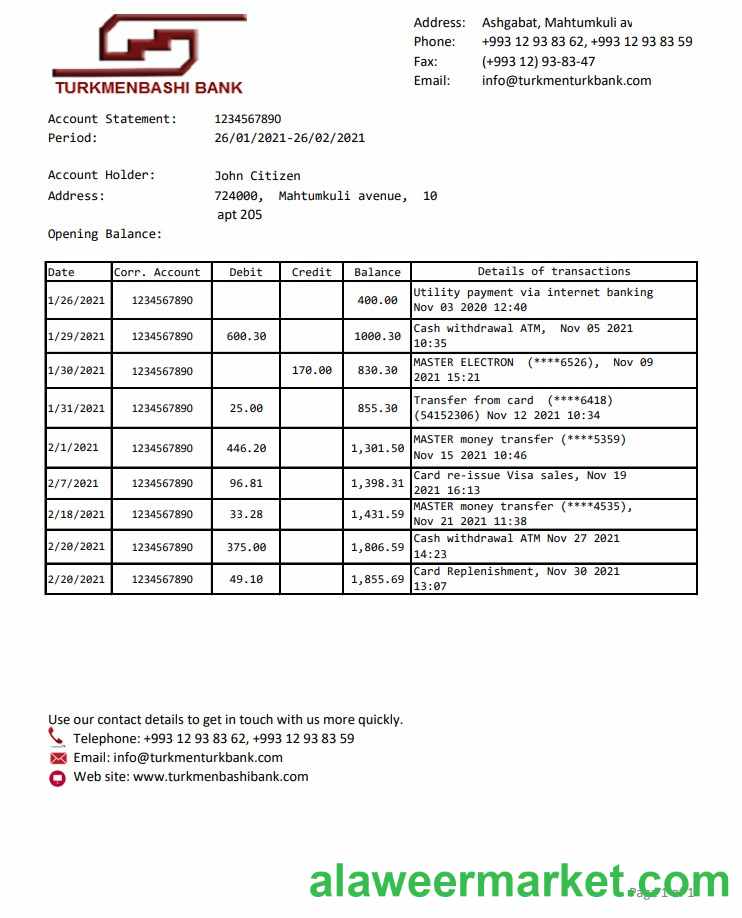 TURKMENBASHI BANK
Address: Ashgabat, Mahtumkuli av
Phone: +993 12 93 83 62, +993 12 93 83 59
Fax: (+993 12) 93-83-47
Email: info@turkmenturkbank.com
Account Statement: 1234567890
Period: 26/01/2021-26/02/2021
Account Holder: John Citizen
Address: 724000, Mahtumkuli avenue, 10
apt 205
Opening Balance:
Date Corr. Account Debit Credit Balance Details of transactions
1/26/2021 1234567890 400.00 Utility payment via internet banking
Nov 03 2020 12:40
1/29/2021 1234567890 600.30 1000.30 Cash withdrawal ATM, Nov 05 2021
10:35
1/30/2021 1234567890 170.00 830.30 MASTER ELECTRON (****6526), Nov 09
2021 15:21
1/31/2021 1234567890 25.00 855.30 Transfer from card (****6418)
(54152306) Nov 12 2021 10:34
2/1/2021 1234567890 446.20 1,301.50 MASTER money transfer (****5359)
Nov 15 2021 10:46
2/7/2021 1234567890 96.81 1,398.31 Card re-issue Visa sales, Nov 19
2021 16:13
2/18/2021 1234567890 33.28 1,431.59 MASTER money transfer (****4535),
Nov 21 2021 11:38
2/20/2021 1234567890 375.00 1,806.59 Cash withdrawal ATM Nov 27 2021
14:23
2/20/2021 1234567890 49.10 1,855.69 Card Replenishment, Nov 30 2021
13:07
Use our contact details to get in touch with us more quickly.
Telephone: +993 12 93 83 62, +993 12 93 83 59
Email: info@turkmenturkbank.com
Web site: www.turkmenbashibank.com
alaweermarket.com
Page 1 of 1